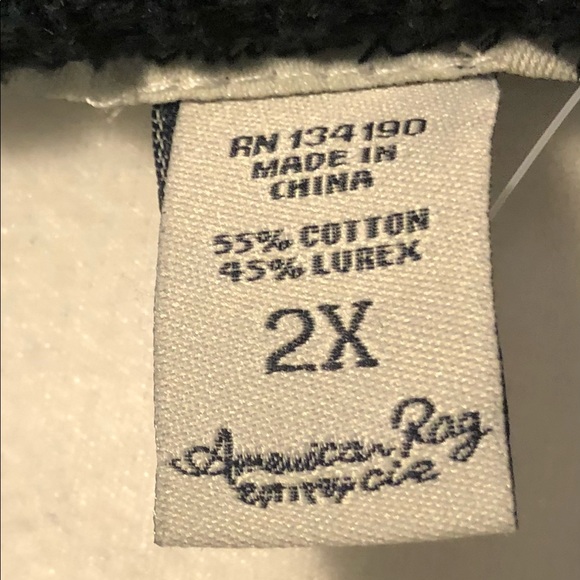 RN 134190
MADE IN
CHINA
55% COTTON
45% LUREX
2X
American Rag
cie